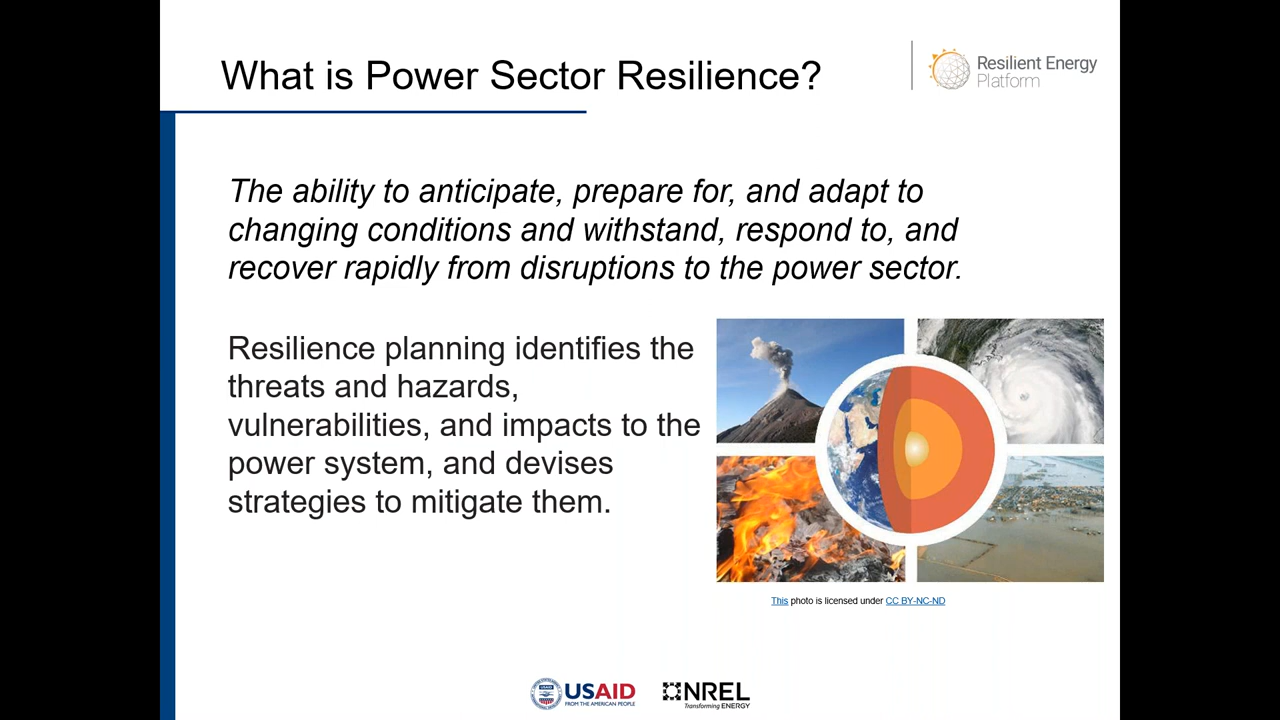 What is Power Sector Resilience?
Resilient Energy
Platform
The ability to anticipate, prepare for, and adapt to
changing conditions and withstand, respond to, and
recover rapidly from disruptions to the power sector.
Resilience planning identifies the
threats and hazards,
vulnerabilities, and impacts to the
power system, and devises
strategies to mitigate them.
This photo is licensed under CC BY-NC-ND
USAID
FROM THE AMERICAN PEOPLE
NREL
Transforming ENERGY